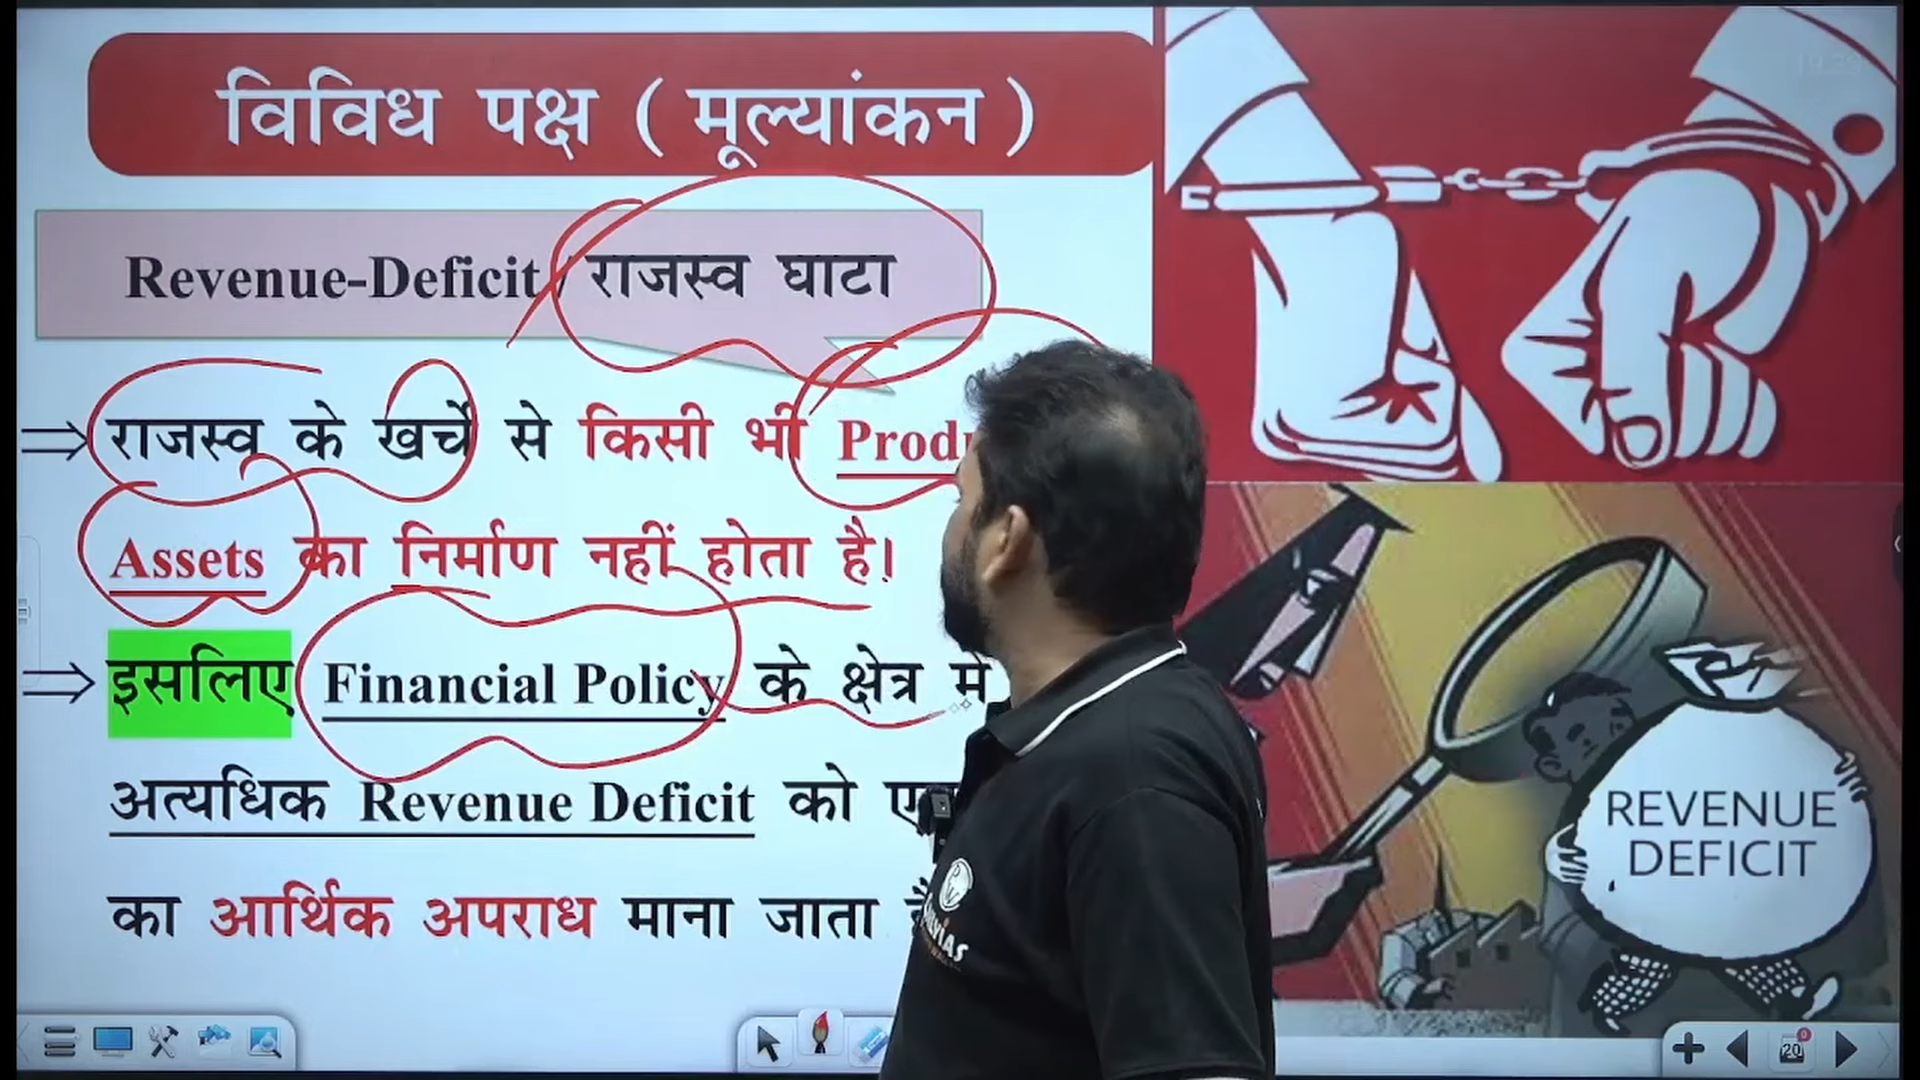 विविध पक्ष ( मूल्यांकन )
Revenue-Deficit / राजस्व घाटा
⇒ राजस्व के खर्चे से किसी भी
Assets का निर्माण नहीं होता है।
⇒ इसलिए Financial Policy के क्षेत्र में
अत्यधिक Revenue Deficit को
का आर्थिक अपराध माना जाता
REVENUE
DEFICIT
20